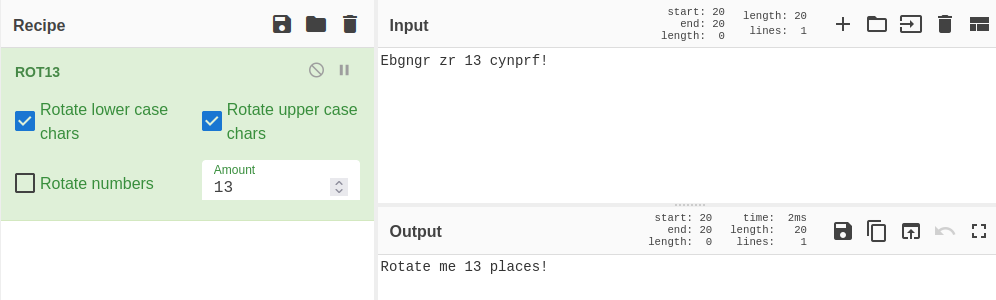 Recipe
ROT13
Rotate lower case
chars
Rotate upper case
chars
Rotate numbers
Amount
13
Input
start: 20
end: 20
length: 0
length: 20
lines: 1
Ebgngr zr 13 cynprf!
Output
start: 20
end: 20
length: 0
time: 2ms
length: 20
lines: 1
Rotate me 13 places!